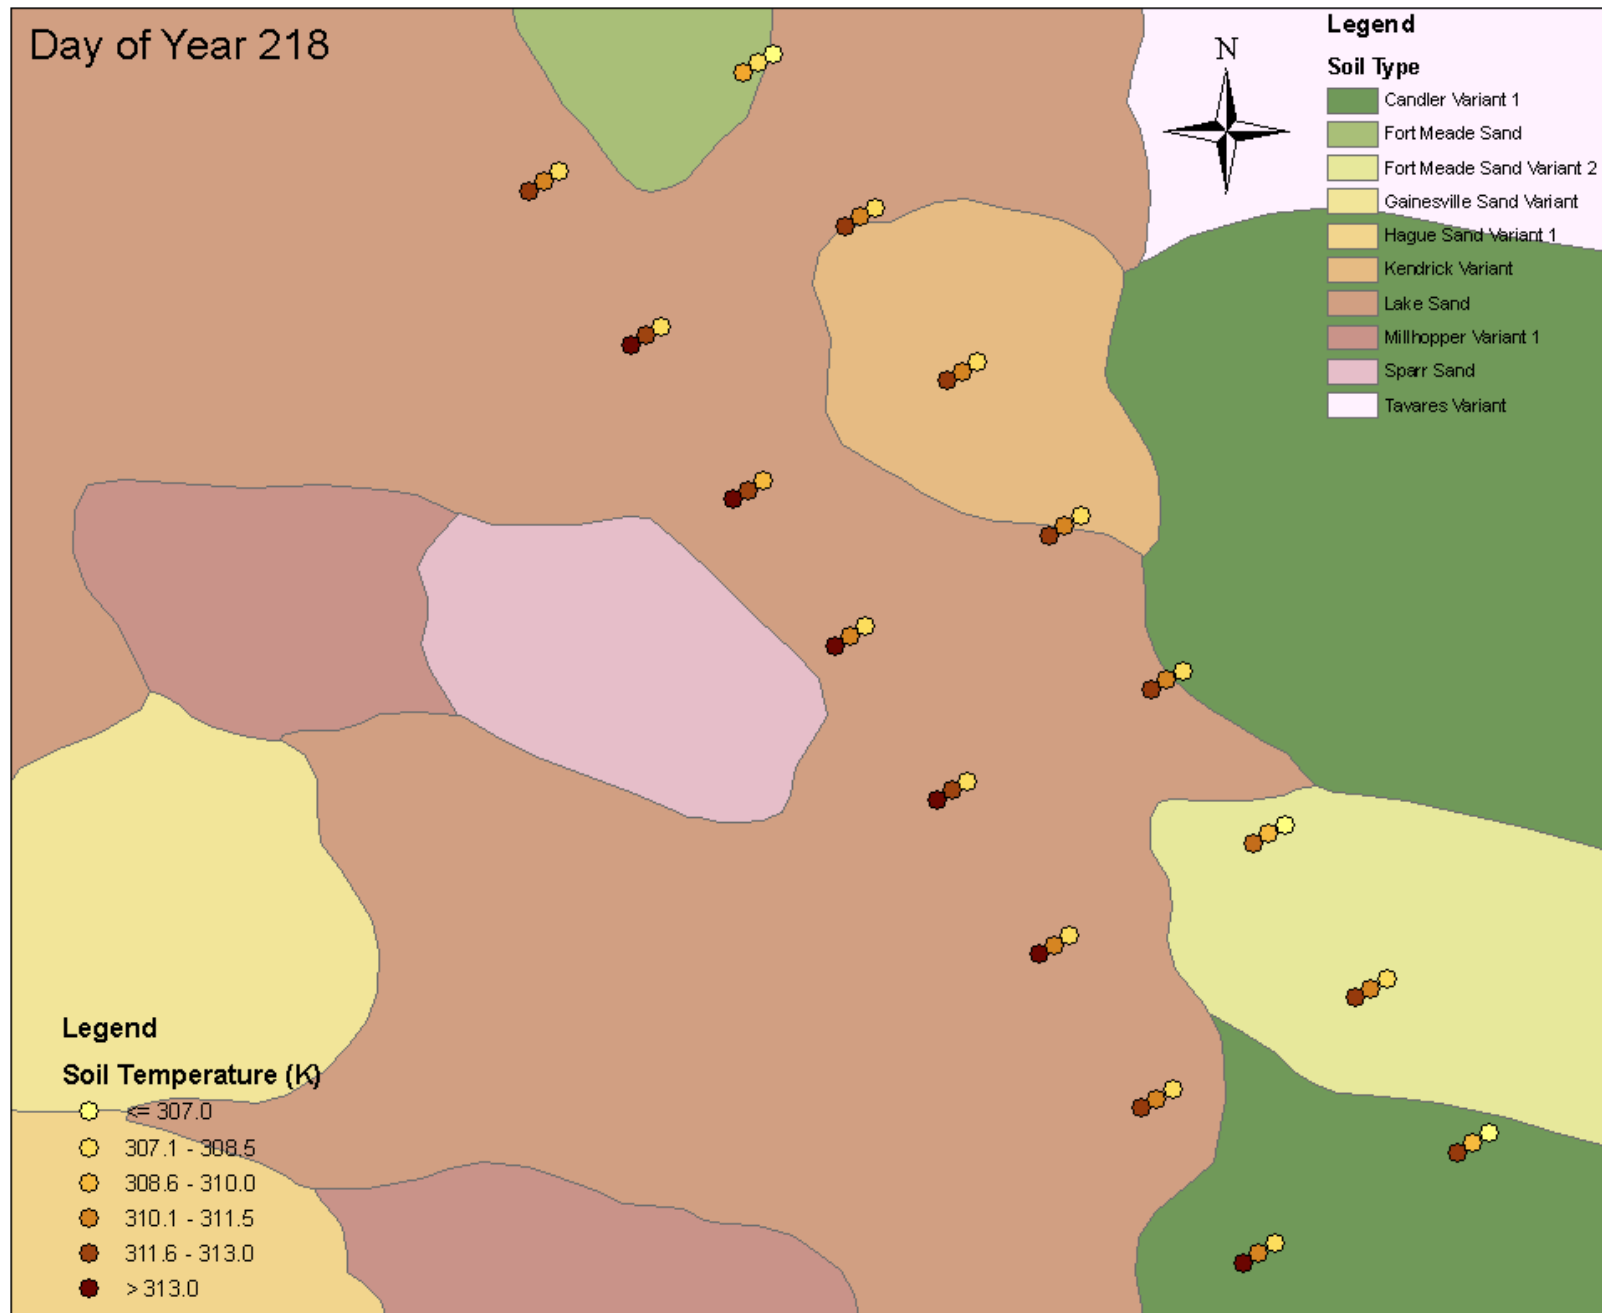 Day of Year 218
N
Legend
Soil Type
Candler Variant 1
Fort Meade Sand
Fort Meade Sand Variant 2
Gainesville Sand Variant
Hague Sand Variant 1
Kendrick Variant
Lake Sand
Millhopper Variant 1
Sparr Sand
Tavares Variant
Legend
Soil Temperature (K)
<= 307.0
307.1 - 308.5
308.6 - 310.0
310.1 - 311.5
311.6 - 313.0
> 313.0